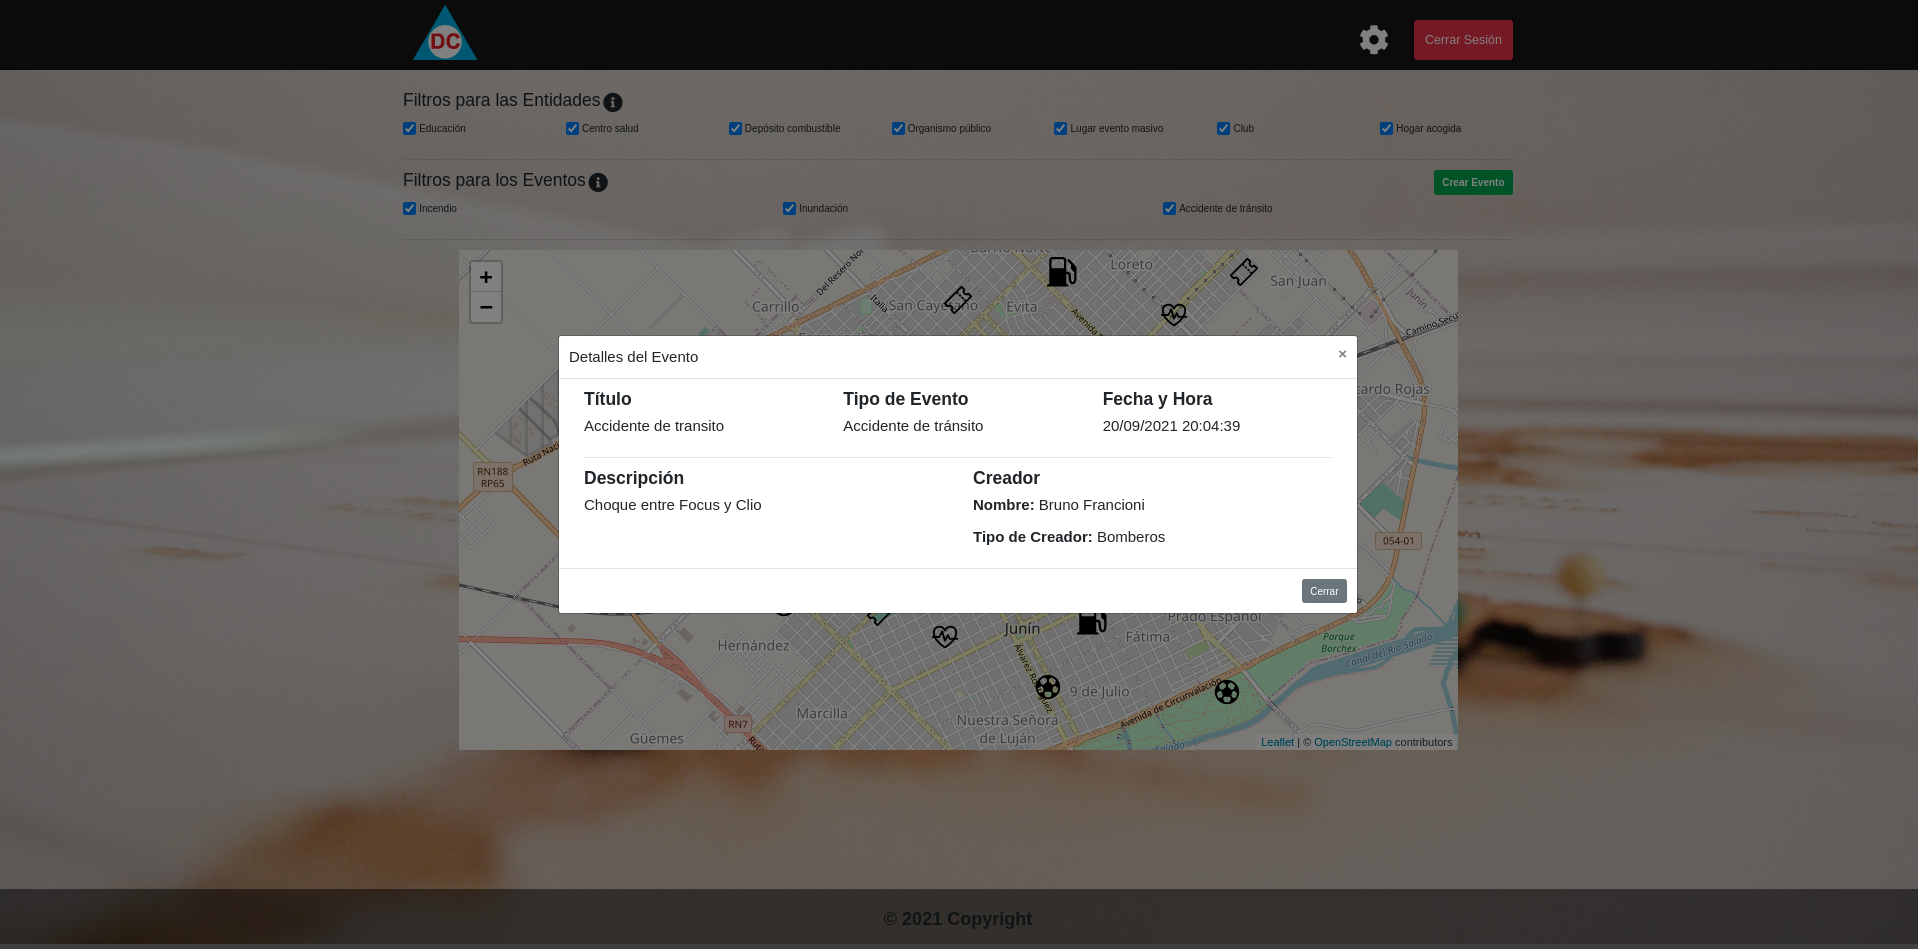 DC
Cerrar Sesión
Filtros para las Entidades
Educación
Centro salud
Depósito combustible
Organismo público
Lugar evento masivo
Club
Hogar acogida
Filtros para los Eventos
Crear Evento
Incendio
Inundación
Accidente de tránsito
+
−
Del Resero Nor
Italia
Carrillo
San Cayetano
Evita
Loreto
San Juan
Junín
Camino Secu
Avenida
Detalles del Evento
×
Título
Tipo de Evento
Fecha y Hora
Accidente de transito
Accidente de tránsito
20/09/2021 20:04:39
Descripción
Creador
Choque entre Focus y Clio
Nombre: Bruno Francioni
Tipo de Creador: Bomberos
Cerrar
cardo Rojas
Ruta Nac
RN188
RP65
054-01
Hernández
Junín
Fátima
Prado Español
Parque
Borchex
Canal del Río Salado
9 de Julio
Avenida de Circunvalación
Marcilla
RN7
Güemes
Nuestra Señora
de Luján
Salado
Leaflet | © OpenStreetMap contributors
© 2021 Copyright